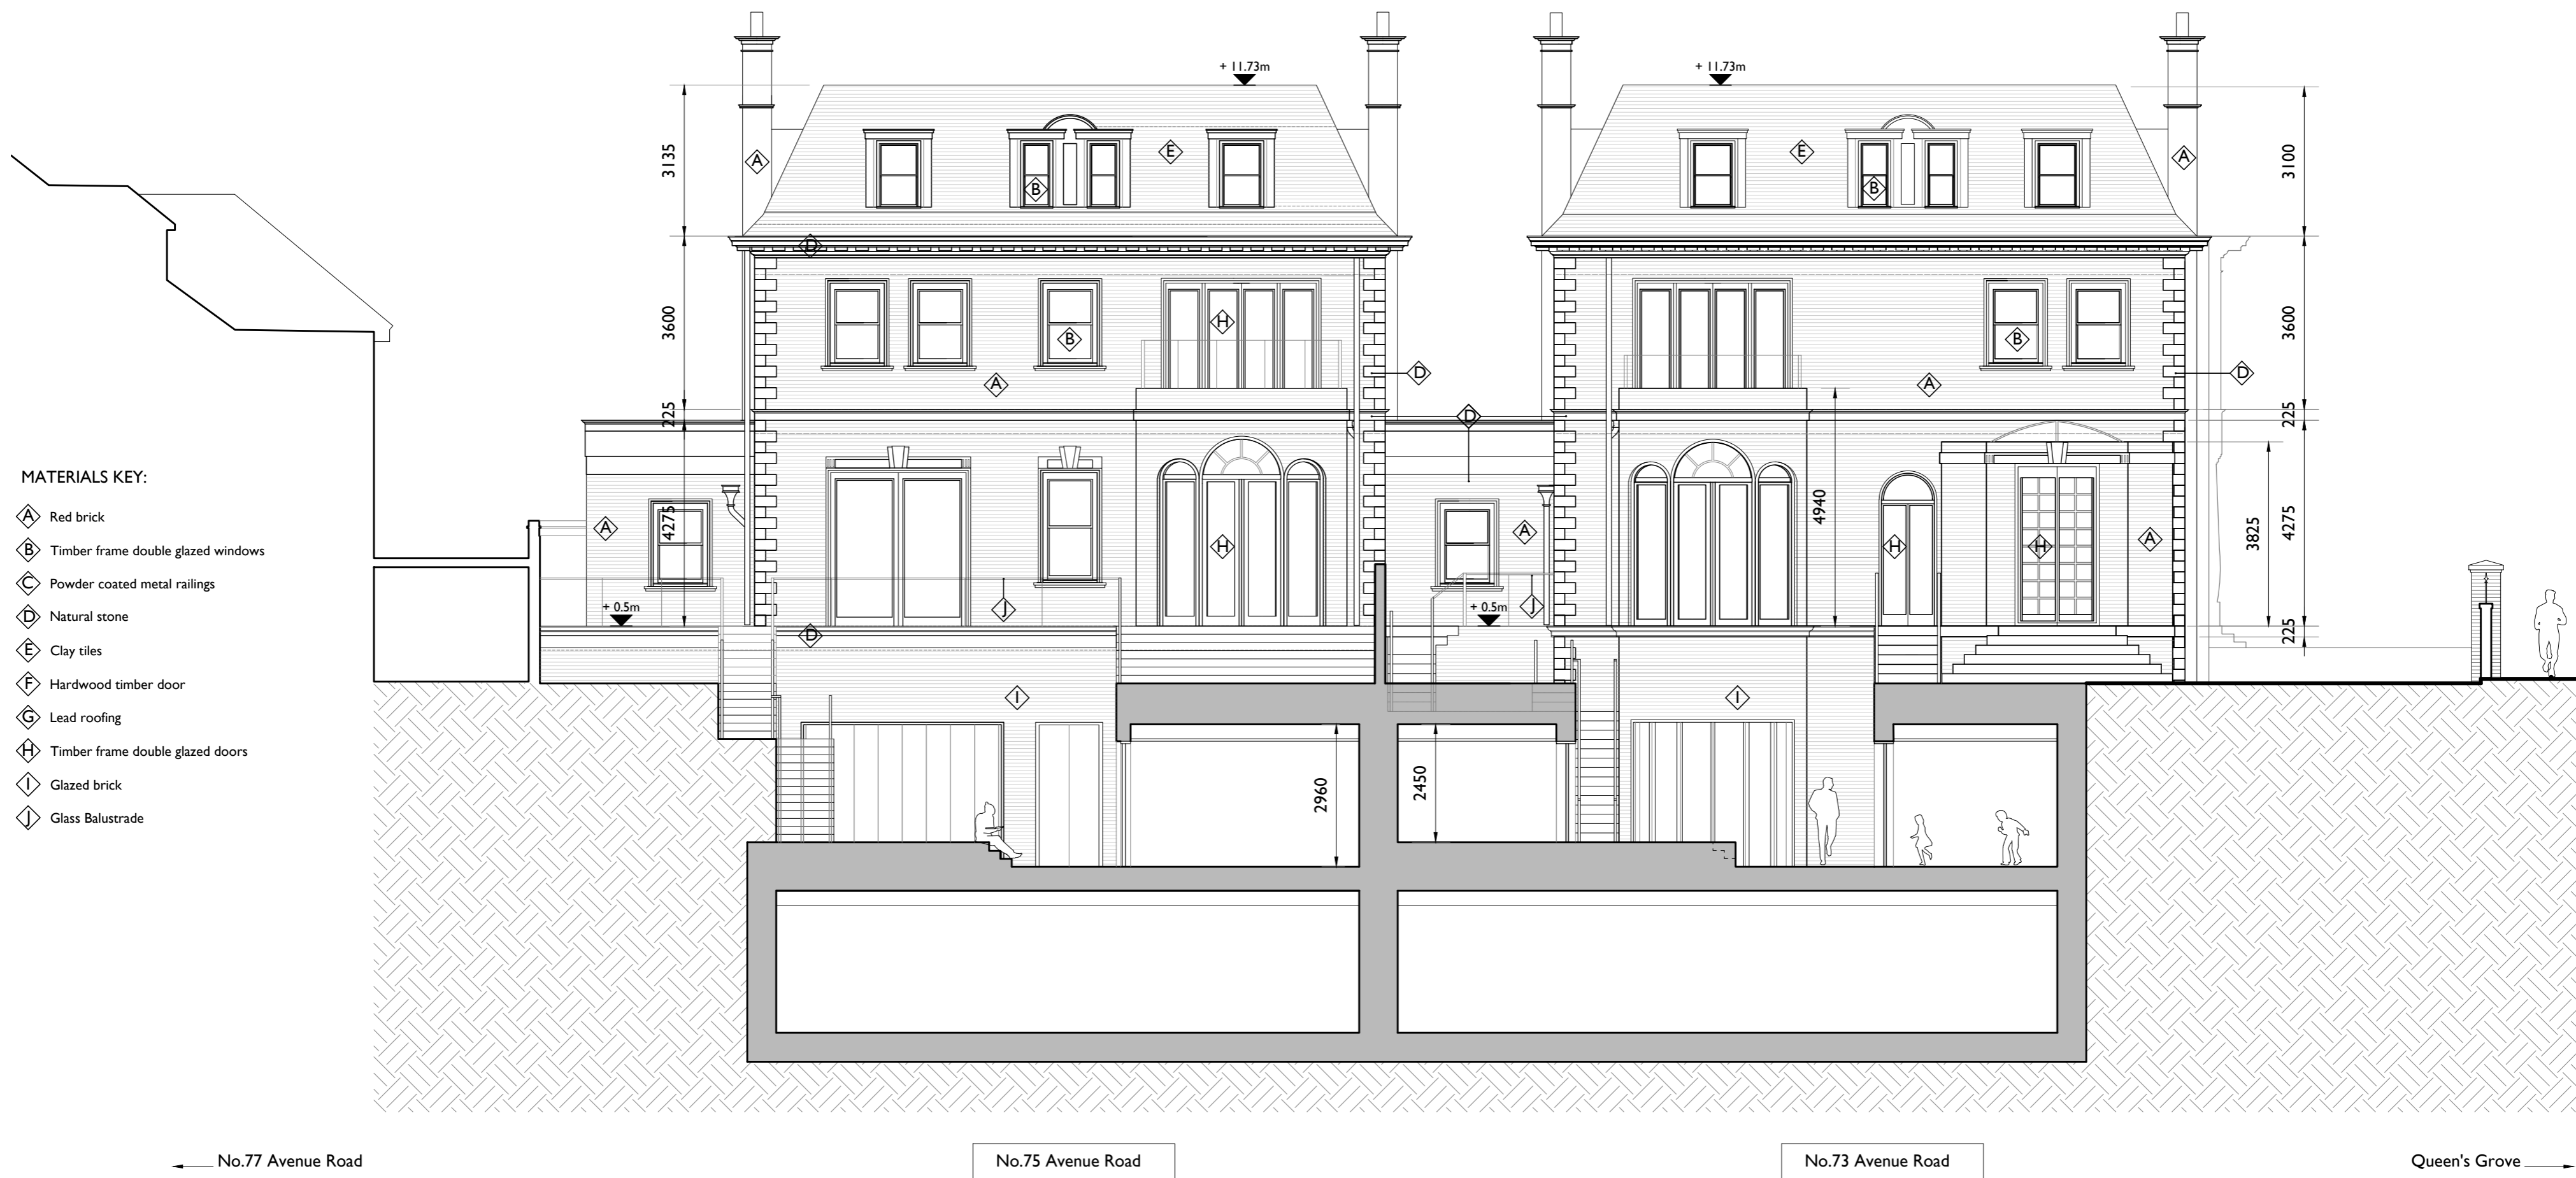 + 11.73m
+ 11.73m
3135
A
B
E
E
B
A
3100
D
3600
H
B
A
D
B
A
D
3600
225
D
225
MATERIALS KEY:
A Red brick
B Timber frame double glazed windows
C Powder coated metal railings
D Natural stone
E Clay tiles
F Hardwood timber door
G Lead roofing
H Timber frame double glazed doors
I Glazed brick
J Glass Balustrade
A
4275
H
A
4940
H
H
A
3825
4275
+ 0.5m
J
+ 0.5m
J
D
225
I
I
2960
2450
No.77 Avenue Road
No.75 Avenue Road
No.73 Avenue Road
Queen's Grove